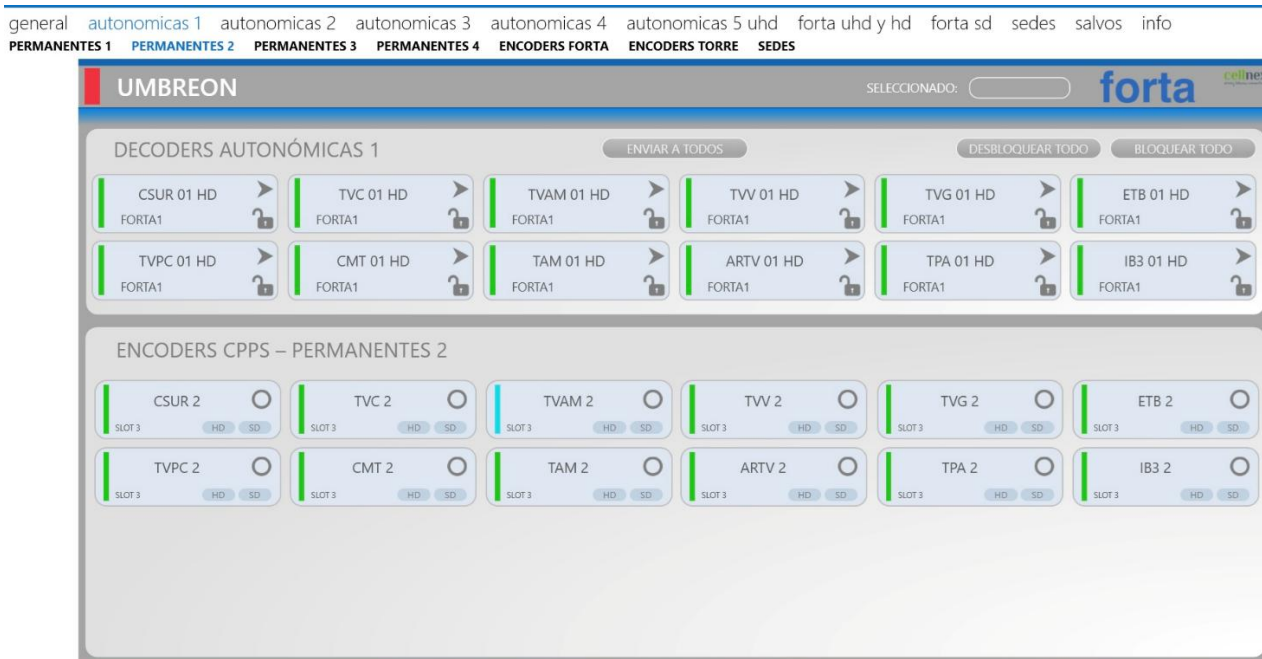 general autonomicas 1 autonomicas 2 autonomicas 3 autonomicas 4 autonomicas 5 uhd forta uhd y hd forta sd sedes salvos info
PERMANENTES 1 PERMANENTES 2 PERMANENTES 3 PERMANENTES 4 ENCODERS FORTA ENCODERS TORRE SEDES
UMBREON SELECCIONADO: forta cellnex
DECODERS AUTONÓMICAS 1 ENVIAR A TODOS DESBLOQUEAR TODO BLOQUEAR TODO
CSUR 01 HD TVC 01 HD TVAM 01 HD TVV 01 HD TVG 01 HD ETB 01 HD
FORTA1 FORTA1 FORTA1 FORTA1 FORTA1 FORTA1
TVPC 01 HD CMT 01 HD TAM 01 HD ARTV 01 HD TPA 01 HD IB3 01 HD
FORTA1 FORTA1 FORTA1 FORTA1 FORTA1 FORTA1
ENCODERS CPPS – PERMANENTES 2
CSUR 2 TVC 2 TVAM 2 TVV 2 TVG 2 ETB 2
SLOT 3 HD SD SLOT 3 HD SD SLOT 3 HD SD SLOT 3 HD SD SLOT 3 HD SD SLOT 3 HD SD
TVPC 2 CMT 2 TAM 2 ARTV 2 TPA 2 IB3 2
SLOT 3 HD SD SLOT 3 HD SD SLOT 3 HD SD SLOT 3 HD SD SLOT 3 HD SD SLOT 3 HD SD